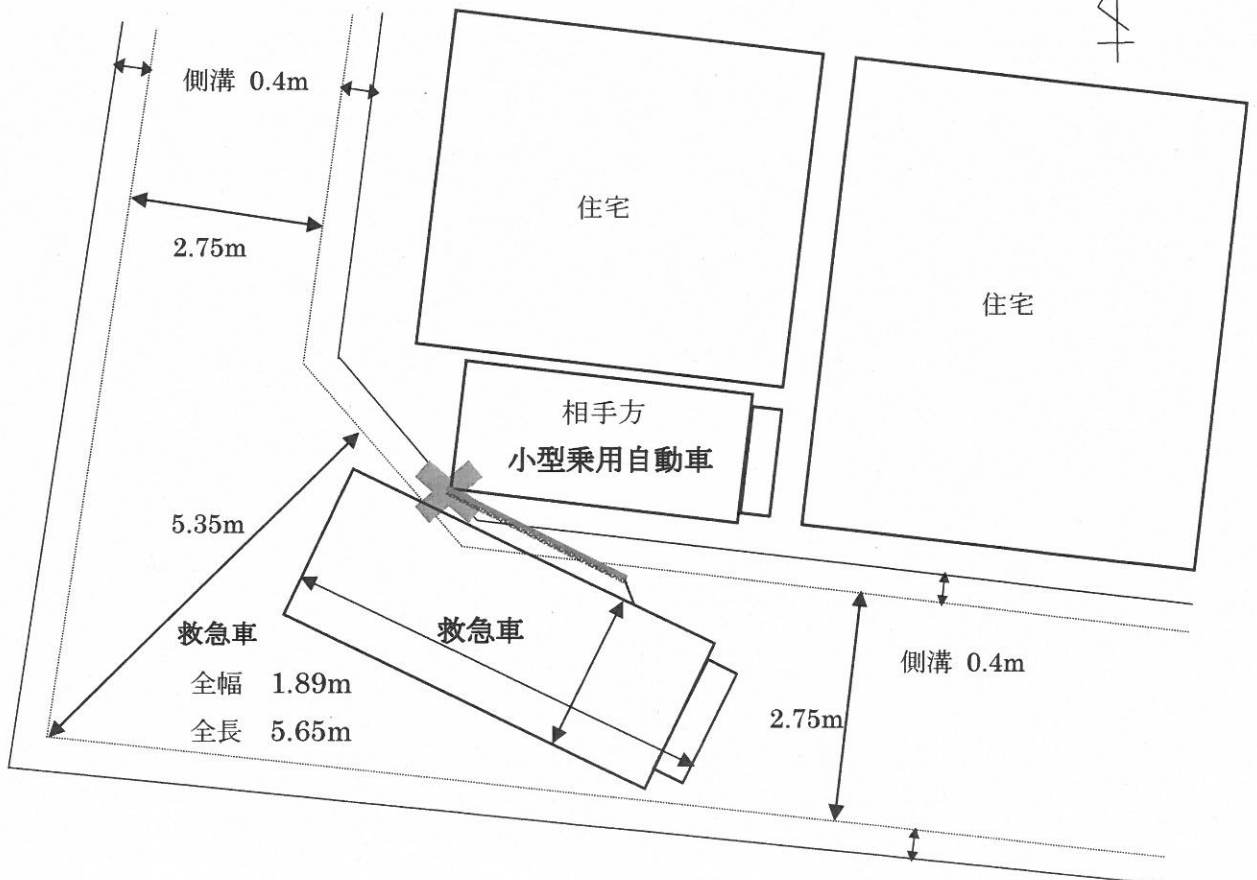 側溝 0.4m
2.75m
住宅
住宅
相手方
小型乗用自動車
5.35m
救急車
全幅 1.89m
全長 5.65m
救急車
側溝 0.4m
2.75m